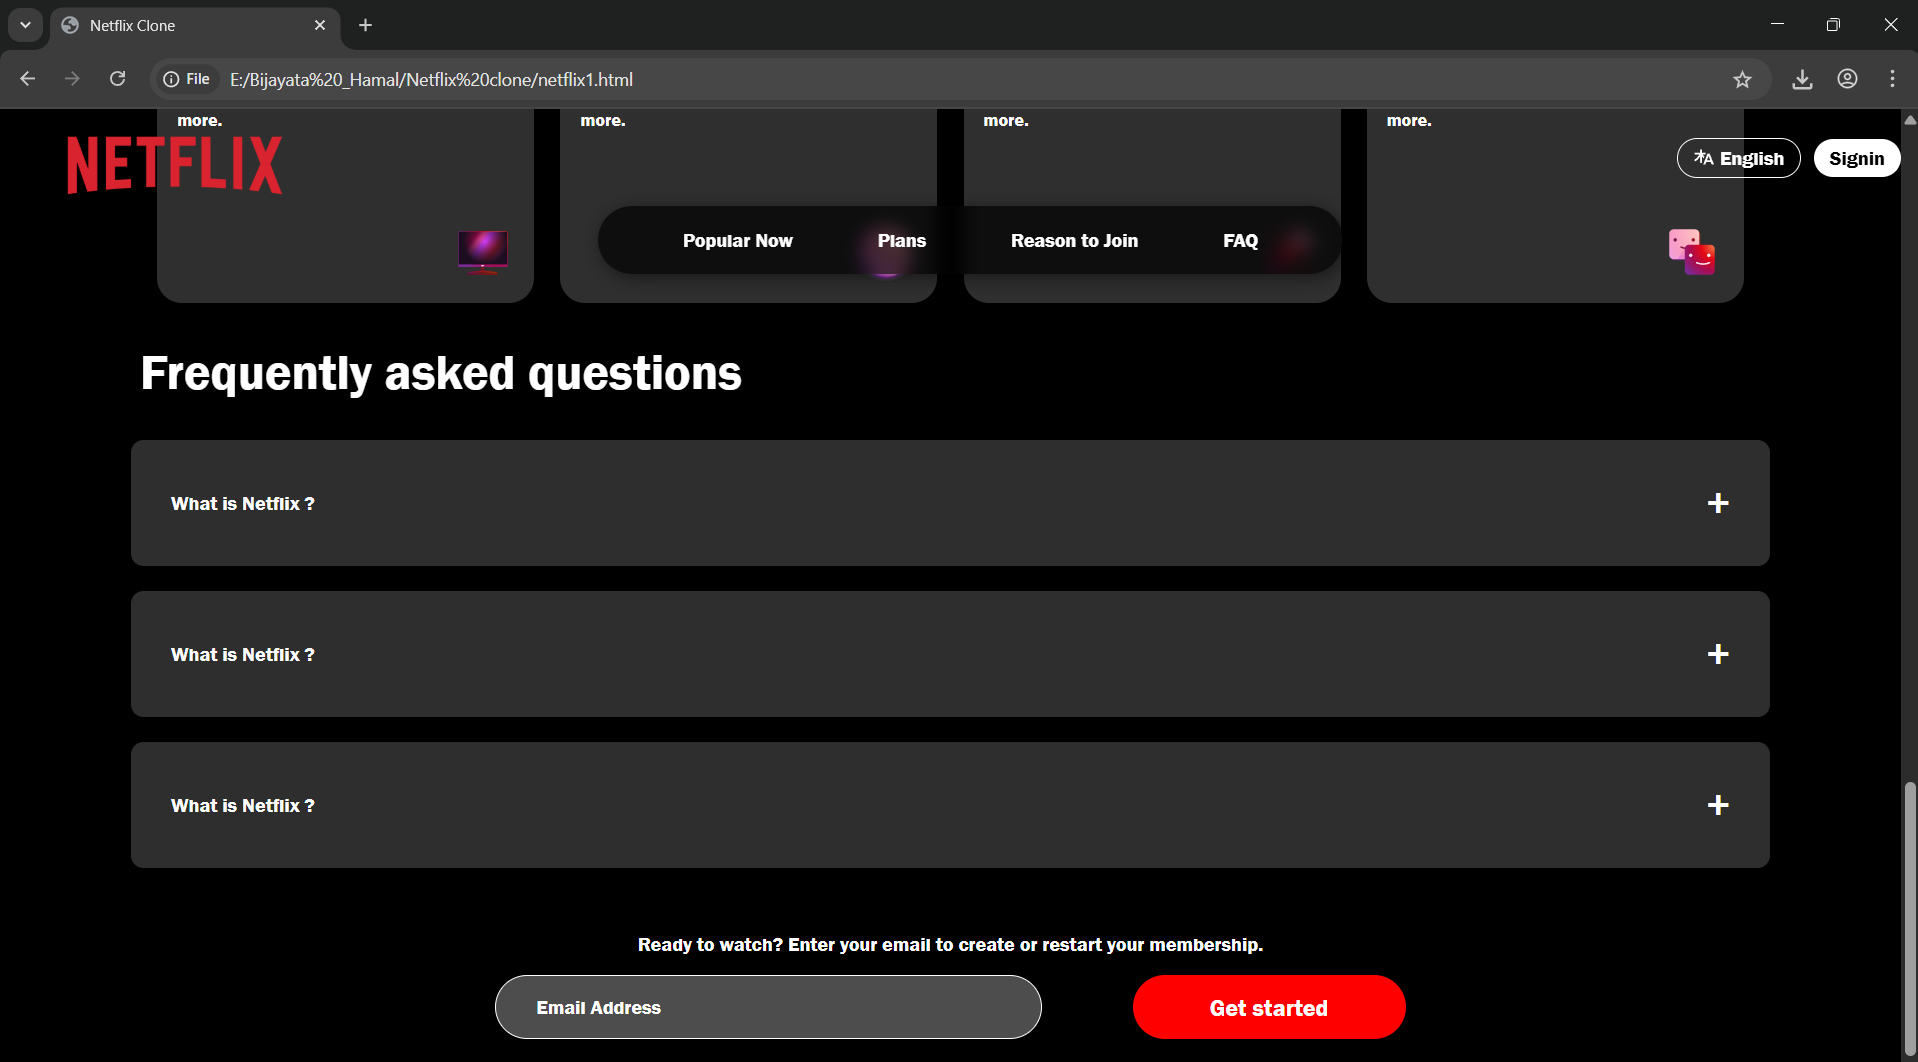 Netflix Clone
File
E:/Bijayata%20_Hamal/Netflix%20clone/netflix1.html
more. more. more. more.
NETFLIX
English Signin
Popular Now Plans Reason to Join FAQ
Frequently asked questions
What is Netflix ? +
What is Netflix ? +
What is Netflix ? +
Ready to watch? Enter your email to create or restart your membership.
Email Address Get started